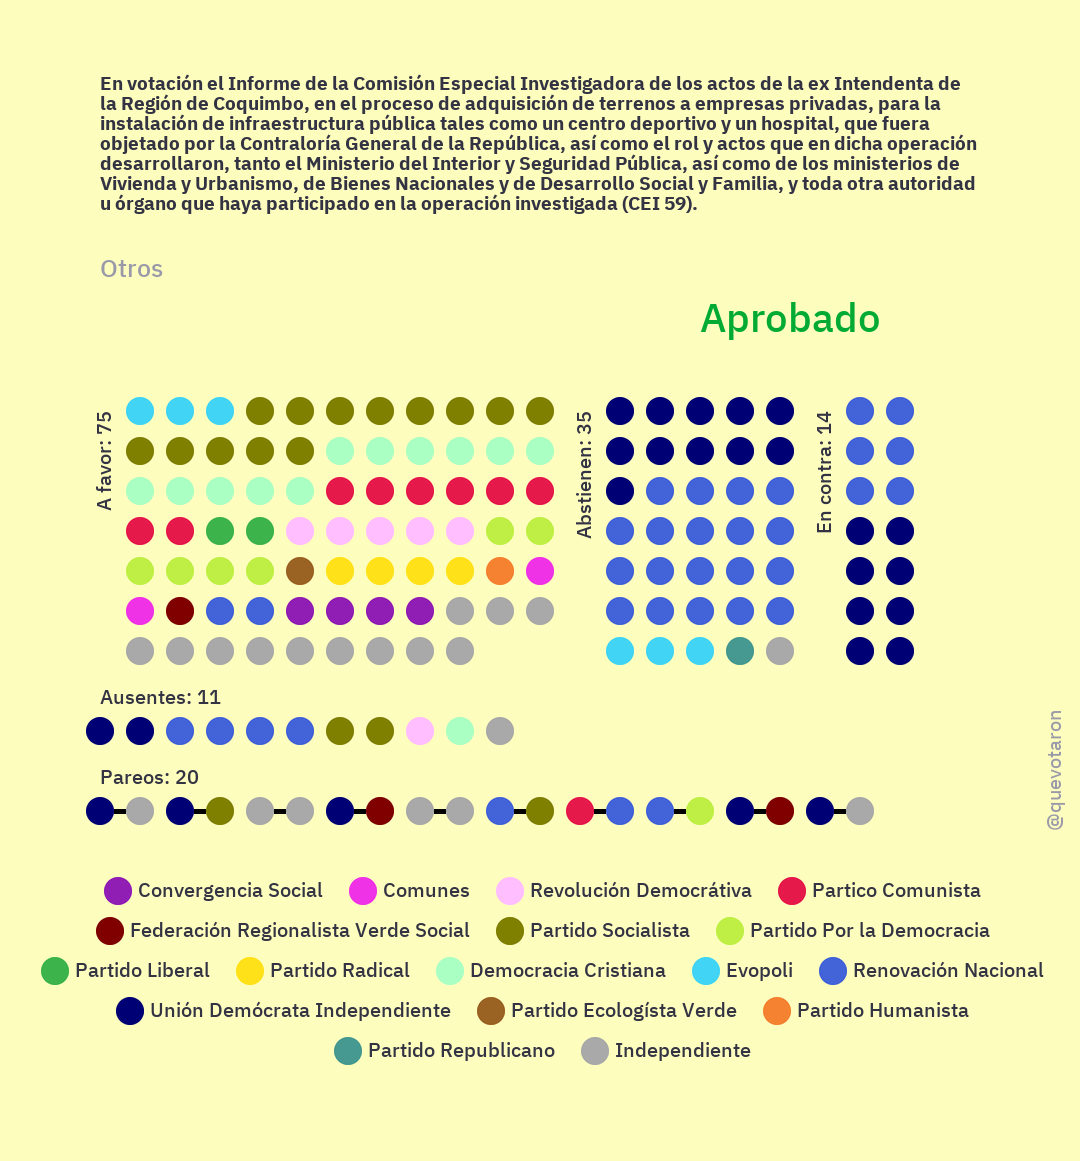 En votación el Informe de la Comisión Especial Investigadora de los actos de la ex Intendenta de
la Región de Coquimbo, en el proceso de adquisición de terrenos a empresas privadas, para la
instalación de infraestructura pública tales como un centro deportivo y un hospital, que fuera
objetado por la Contraloría General de la República, así como el rol y actos que en dicha operación
desarrollaron, tanto el Ministerio del Interior y Seguridad Pública, así como de los ministerios de
Vivienda y Urbanismo, de Bienes Nacionales y de Desarrollo Social y Familia, y toda otra autoridad
u órgano que haya participado en la operación investigada (CEI 59).
Otros
Aprobado
A favor: 75
Abstienen: 35
En contra: 14
Ausentes: 11
Pareos: 20
@quevotaron
Convergencia Social Comunes Revolución Democrátiva Partico Comunista
Federación Regionalista Verde Social Partido Socialista Partido Por la Democracia
Partido Liberal Partido Radical Democracia Cristiana Evopoli Renovación Nacional
Unión Demócrata Independiente Partido Ecologísta Verde Partido Humanista
Partido Republicano Independiente